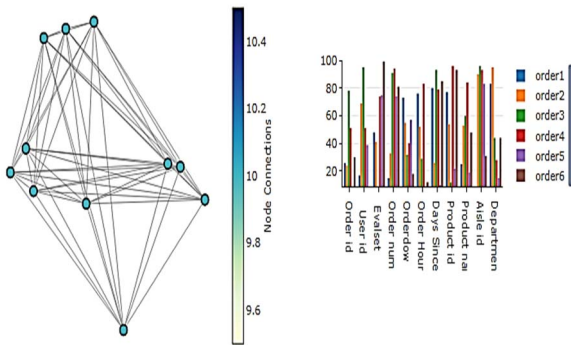 10.4
10.2
10
9.8
9.6
Node Connections
100
80
60
40
20
Order id
User id
Evalset
Order num
Orderdow
Order Hour
Days Since
Product id
Product nai
Aisle id
Departmen
order1
order2
order3
order4
order5
order6